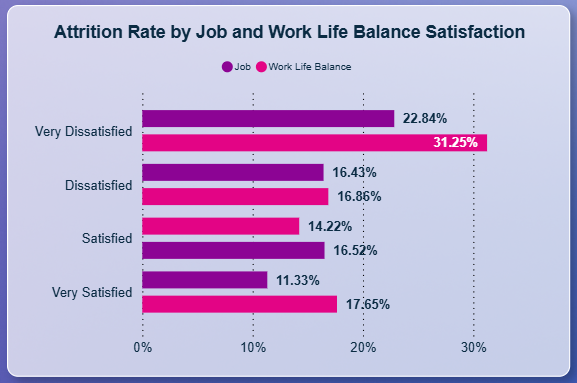 Attrition Rate by Job and Work Life Balance Satisfaction
Job Work Life Balance
Very Dissatisfied
22.84%
31.25%
Dissatisfied
16.43%
16.86%
Satisfied
14.22%
16.52%
Very Satisfied
11.33%
17.65%
0% 10% 20% 30%